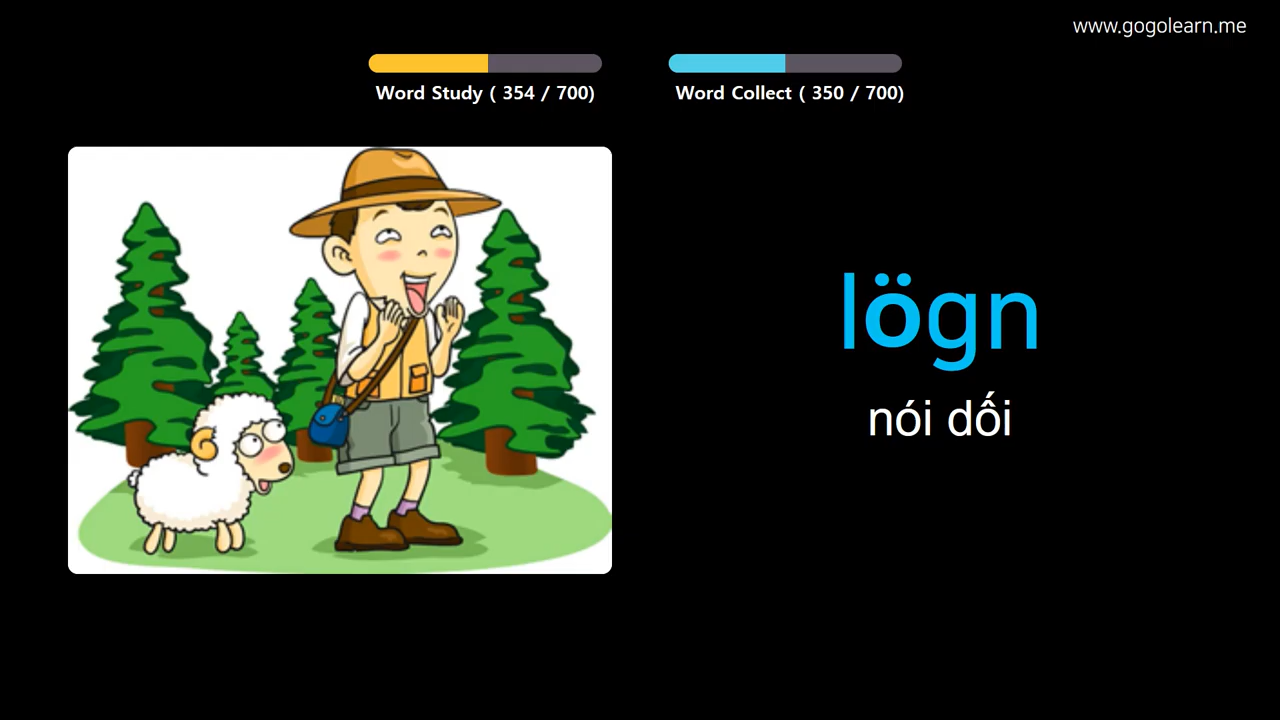 www.gogolearn.me
Word Study ( 354 / 700)
Word Collect ( 350 / 700)
lögn
nói dối